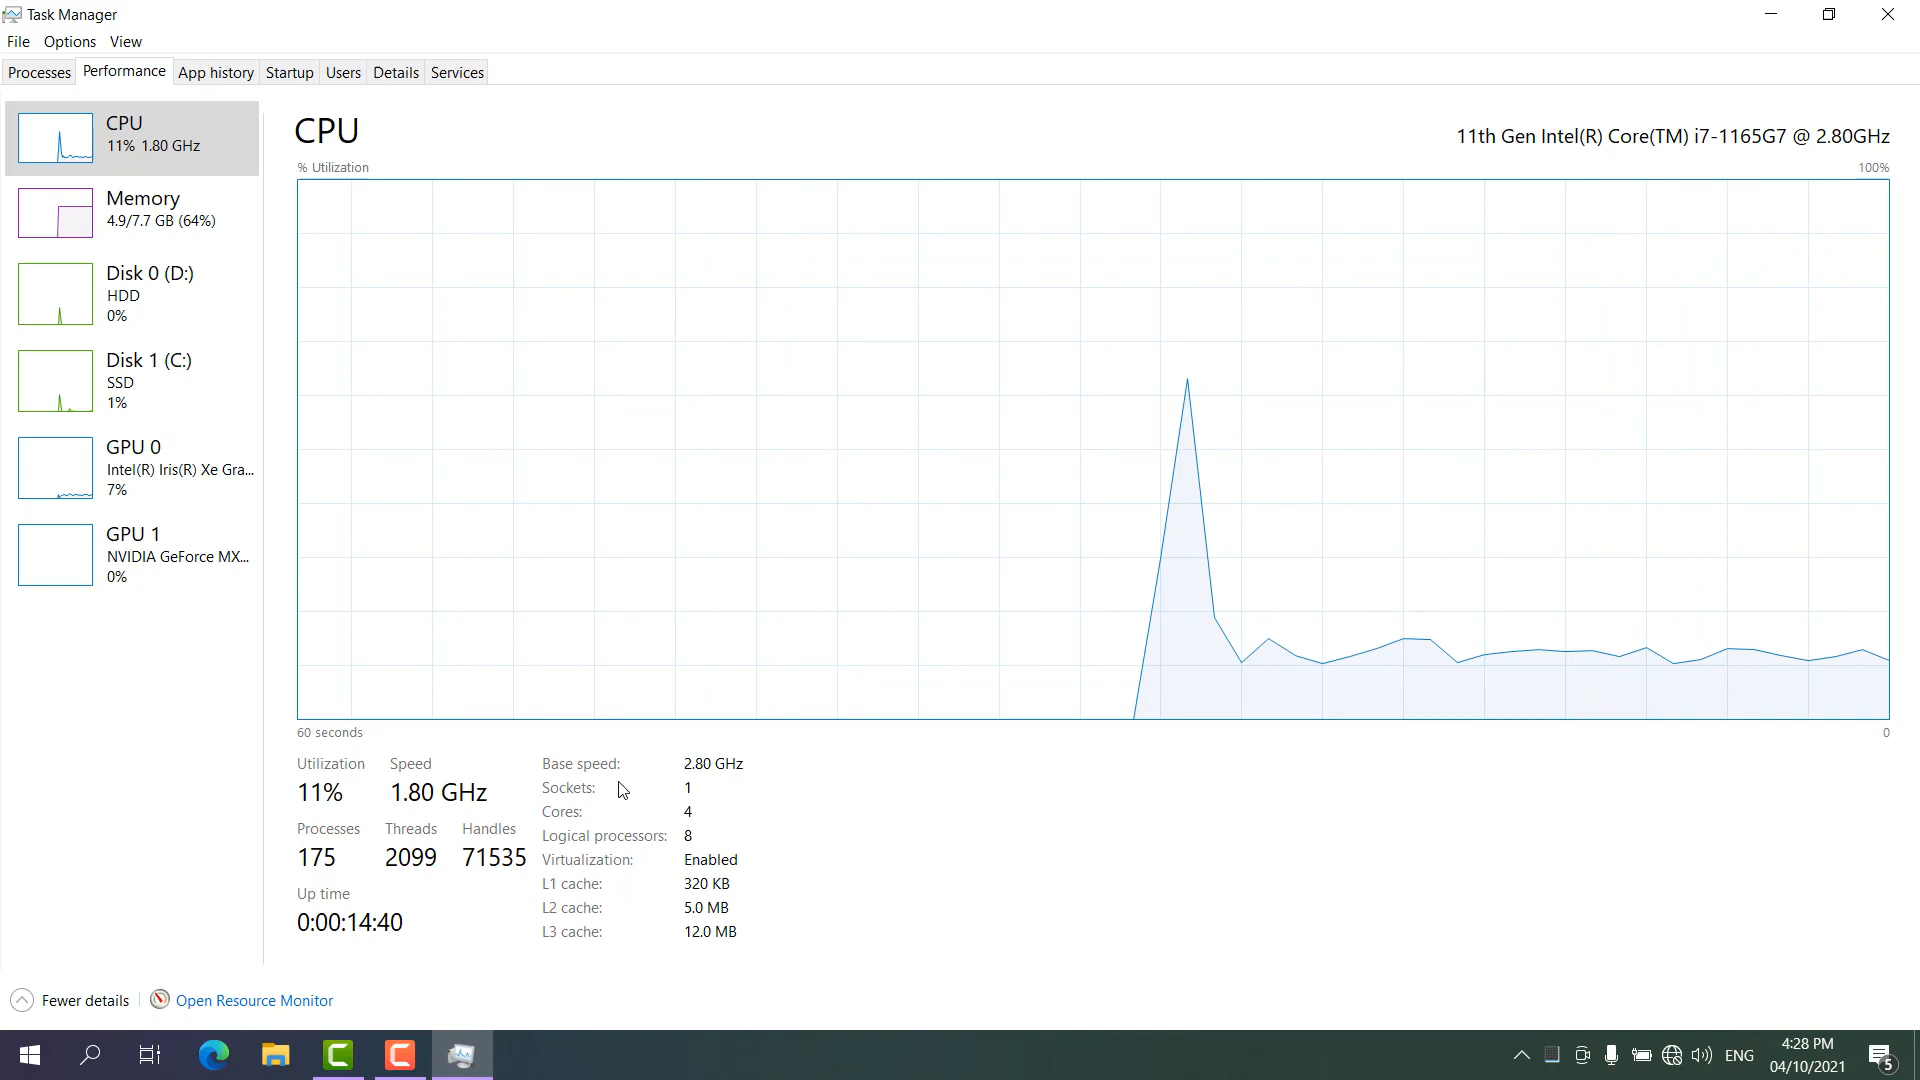 Task Manager
File Options View
Processes Performance App history Startup Users Details Services
CPU
11% 1.80 GHz
Memory
4.9/7.7 GB (64%)
Disk 0 (D:)
HDD
0%
Disk 1 (C:)
SSD
1%
GPU 0
Intel(R) Iris(R) Xe Gra...
7%
GPU 1
NVIDIA GeForce MX...
0%
CPU
11th Gen Intel(R) Core(TM) i7-1165G7 @ 2.80GHz
% Utilization 100%
60 seconds 0
Utilization Speed
11% 1.80 GHz
Processes Threads Handles
175 2099 71535
Up time
0:00:14:40
Base speed: 2.80 GHz
Sockets: 1
Cores: 4
Logical processors: 8
Virtualization: Enabled
L1 cache: 320 KB
L2 cache: 5.0 MB
L3 cache: 12.0 MB
Fewer details Open Resource Monitor
ENG
4:28 PM
04/10/2021
5